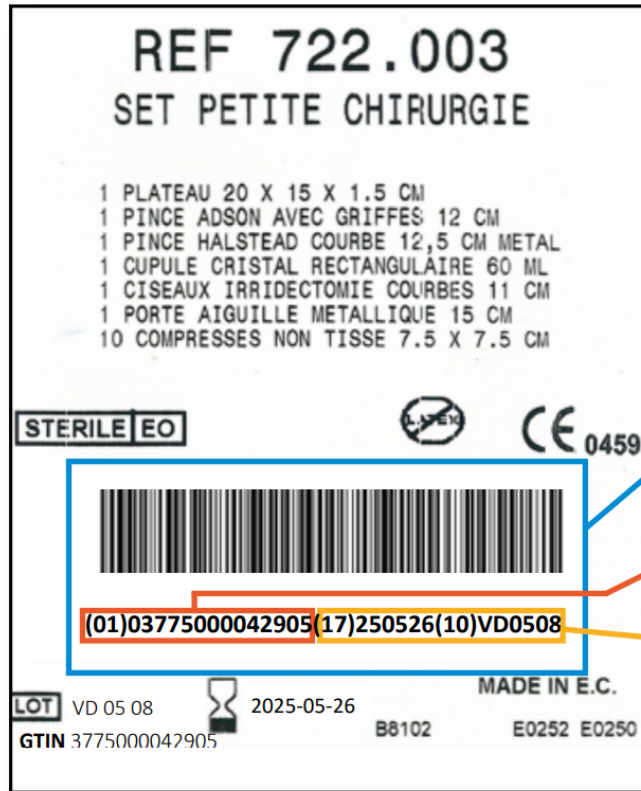 REF 722.003
SET PETITE CHIRURGIE
1 PLATEAU 20 X 15 X 1.5 CM
1 PINCE ADSON AVEC GRIFFES 12 CM
1 PINCE HALSTEAD COURBE 12,5 CM METAL
1 CUPULE CRISTAL RECTANGULAIRE 60 ML
1 CISEAUX IRRIDECTOMIE COURBES 11 CM
1 PORTE AIGUILLE METALLIQUE 15 CM
10 COMPRESSES NON TISSE 7.5 X 7.5 CM
STERILE EO
LATEX
CE 0459
(01)03775000042905(17)250526(10)VD0508
LOT VD 05 08
2025-05-26
MADE IN E.C.
GTIN 3775000042905
B8102
E0252 E0250